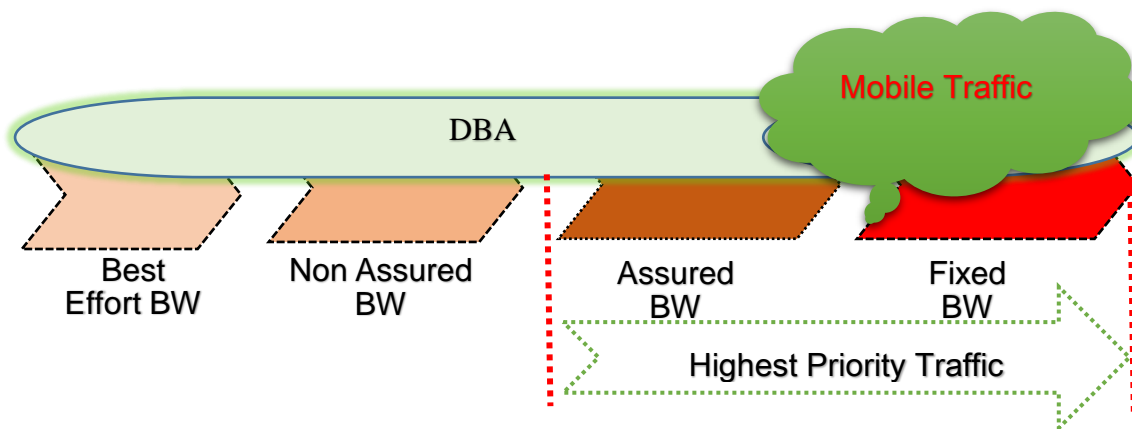 Mobile Traffic
DBA
Best
Effort BW
Non Assured
BW
Assured
BW
Fixed
BW
Highest Priority Traffic